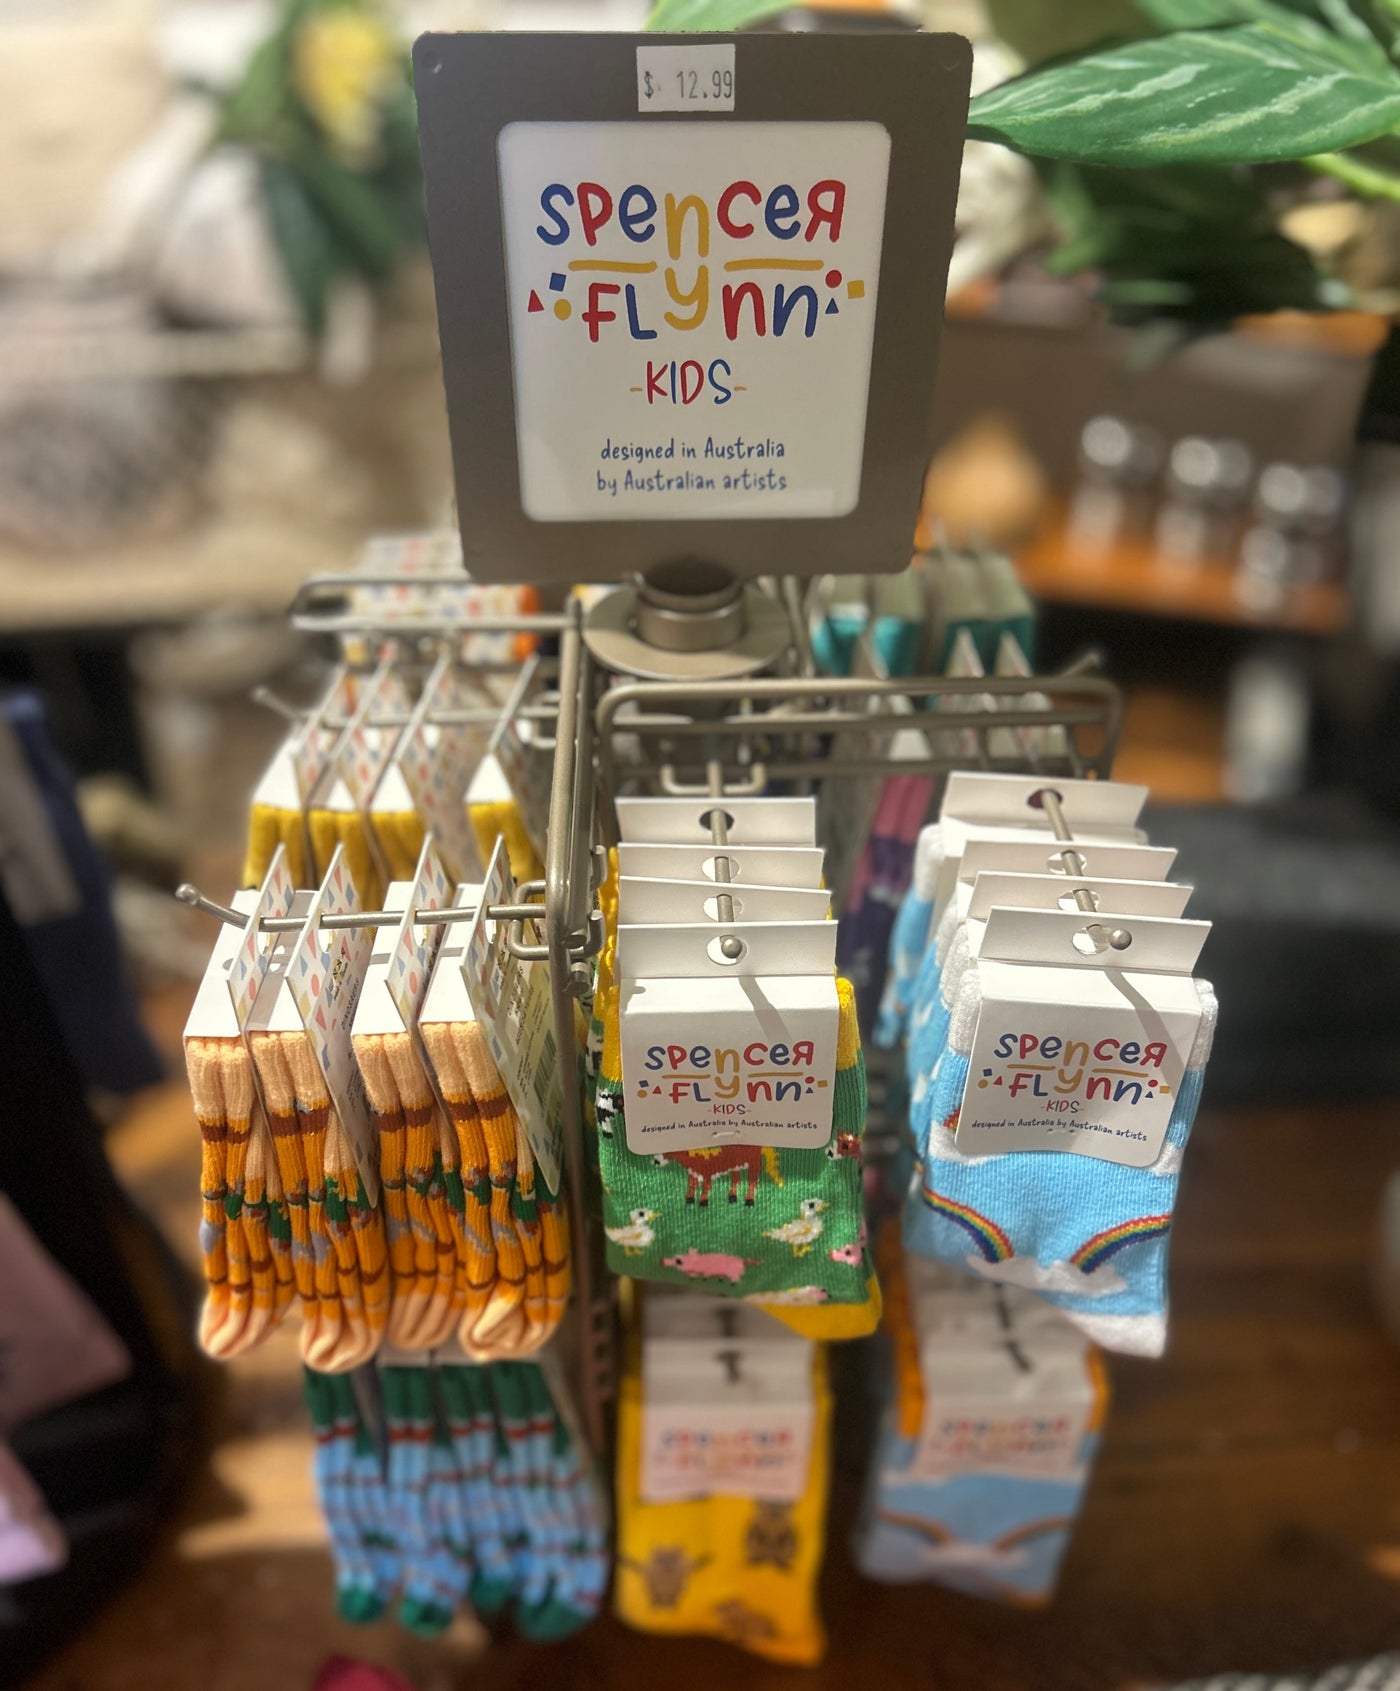 $ 12.99
SPencer
FLynn
-KIDS-
designed in Australia
by Australian artists
SPencer
FLynn
-KIDS-
designed in Australia by Australian artists
SPencer
FLynn
-KIDS-
designed in Australia by Australian artists